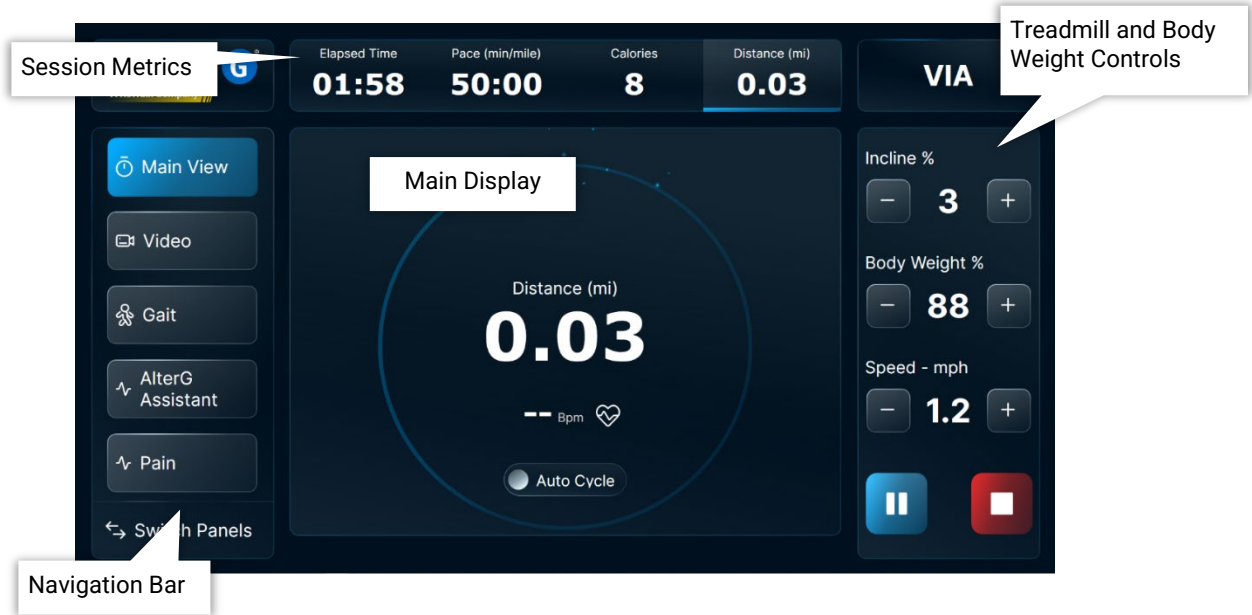 Session Metrics
G
Elapsed Time
01:58
Pace (min/mile)
50:00
Calories
8
Distance (mi)
0.03
VIA
Treadmill and Body
Weight Controls
Main View
Video
Gait
AlterG
Assistant
Pain
Switch Panels
Navigation Bar
Main Display
Distance (mi)
0.03
-- Bpm
Auto Cycle
Incline %
− 3 +
Body Weight %
− 88 +
Speed - mph
− 1.2 +